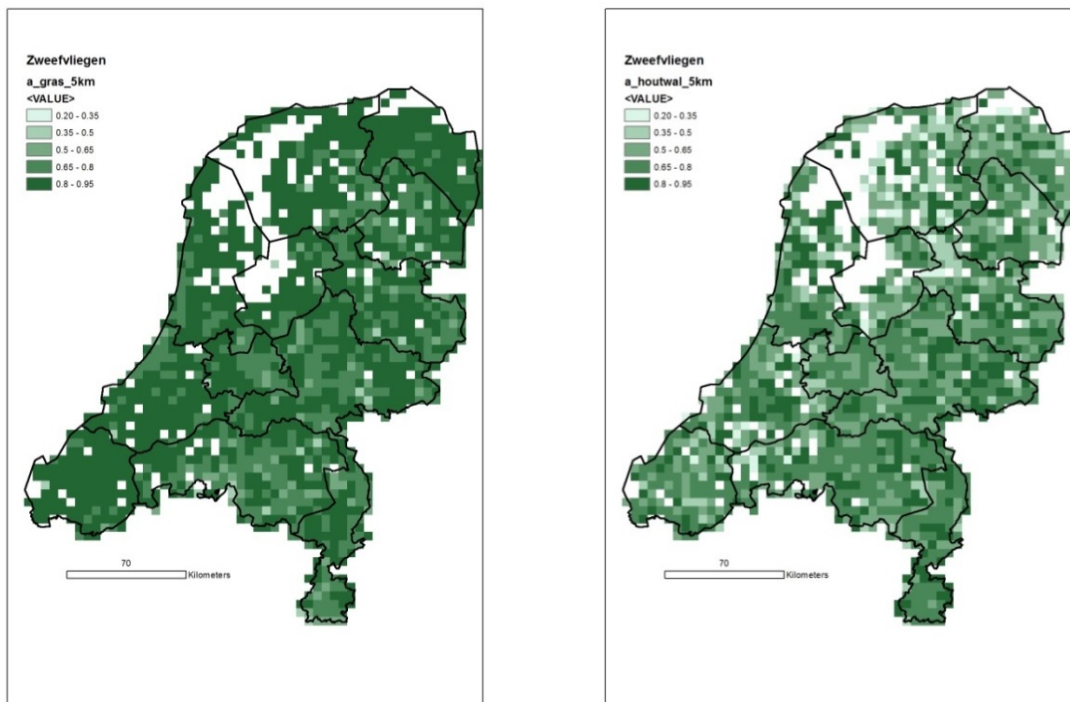 Zweefvliegen
a_gras_5km
<VALUE>
0.20 - 0.35
0.35 - 0.5
0.5 - 0.65
0.65 - 0.8
0.8 - 0.95
70
Kilometers
Zweefvliegen
a_houtwal_5km
<VALUE>
0.20 - 0.35
0.35 - 0.5
0.5 - 0.65
0.65 - 0.8
0.8 - 0.95
70
Kilometers